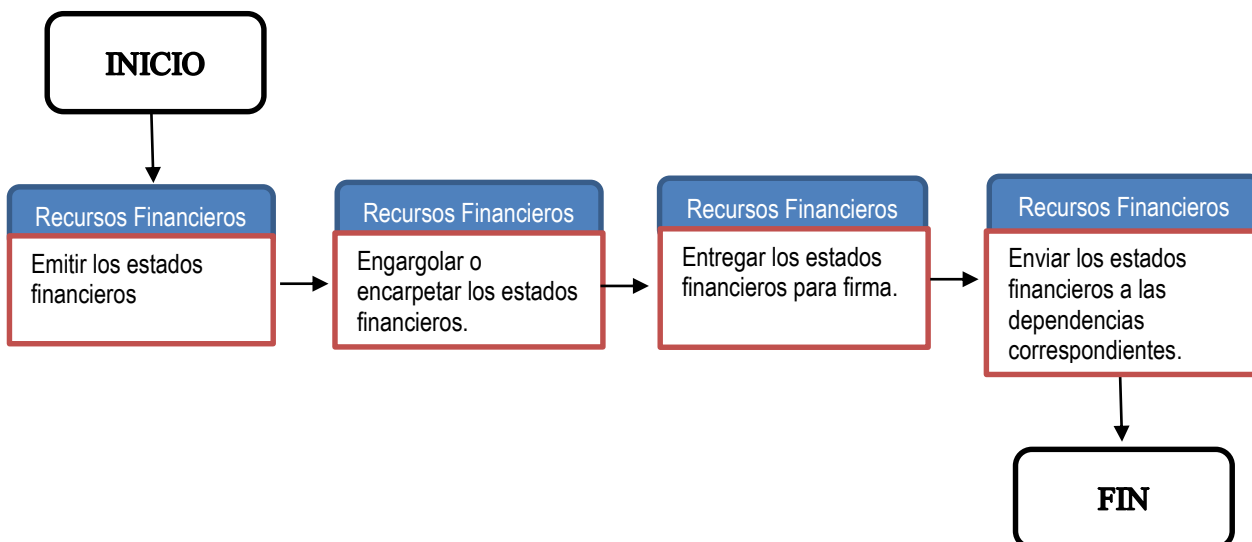 INICIO
Recursos Financieros
Emitir los estados
financieros
Recursos Financieros
Engargolar o
encarpetar los estados
financieros.
Recursos Financieros
Entregar los estados
financieros para firma.
Recursos Financieros
Enviar los estados
financieros a las
dependencias
correspondientes.
FIN